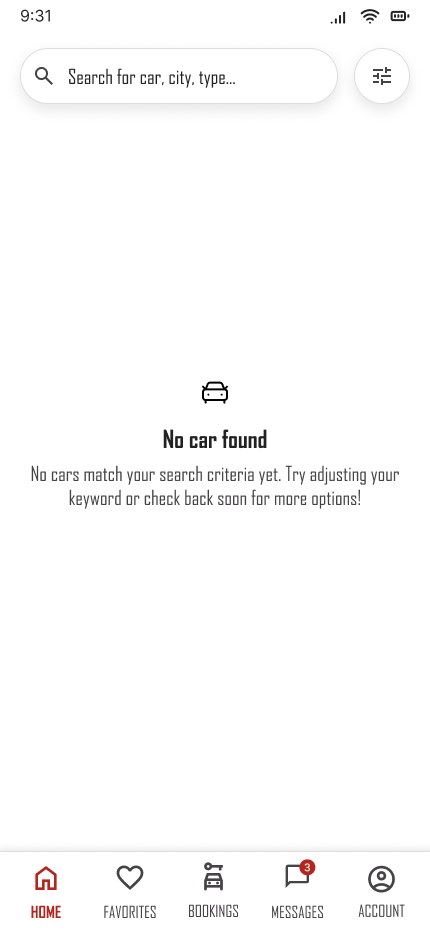 9:31
Search for car, city, type...
No car found
No cars match your search criteria yet. Try adjusting your
keyword or check back soon for more options!
3
HOME
FAVORITES
BOOKINGS
MESSAGES
ACCOUNT